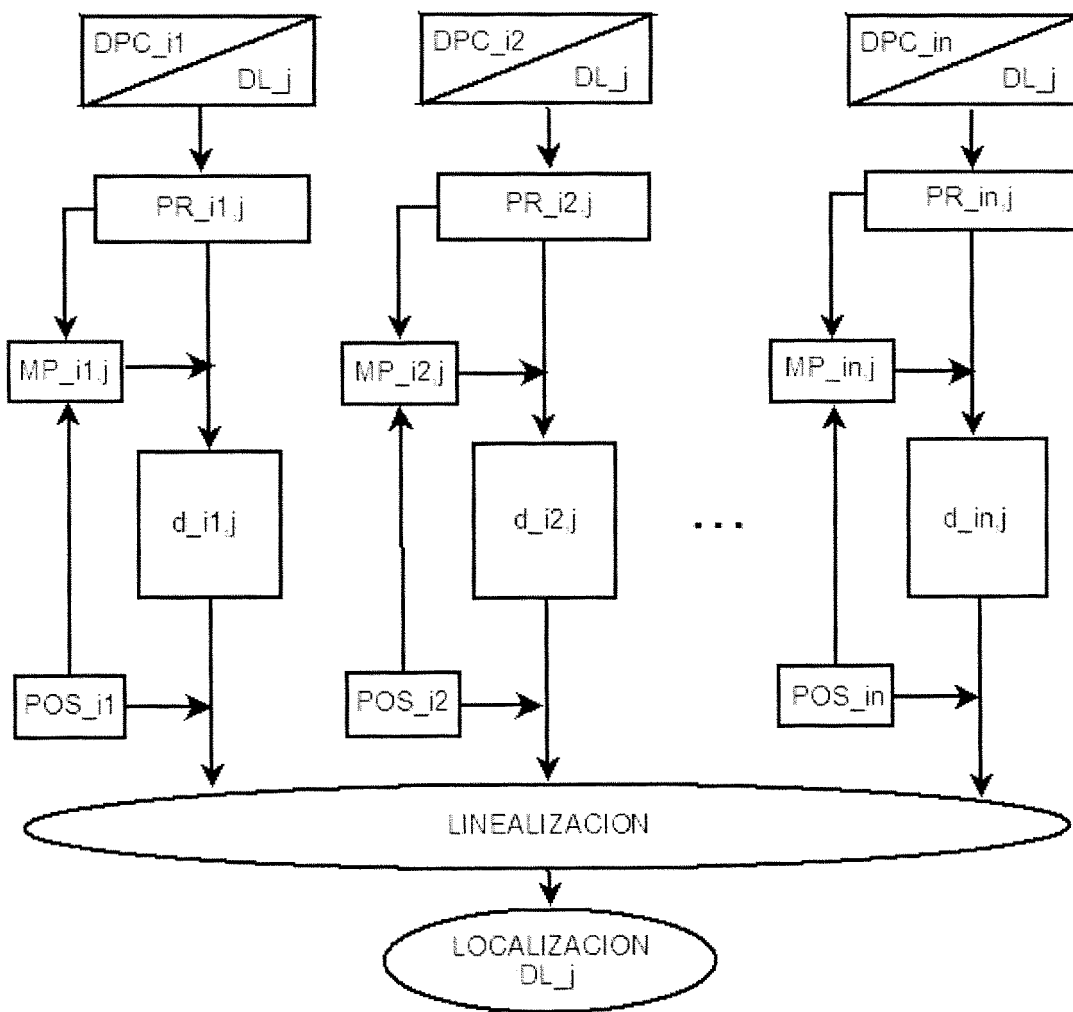 DPC_i1
DL_j
DPC_i2
DL_j
DPC_in
DL_j
PR_i1.j
PR_i2.j
PR_in.j
MP_i1.j
MP_i2.j
MP_in.j
d_i1.j
d_i2.j
...
d_in.j
POS_i1
POS_i2
POS_in
LINEALIZACION
LOCALIZACION
DL_j